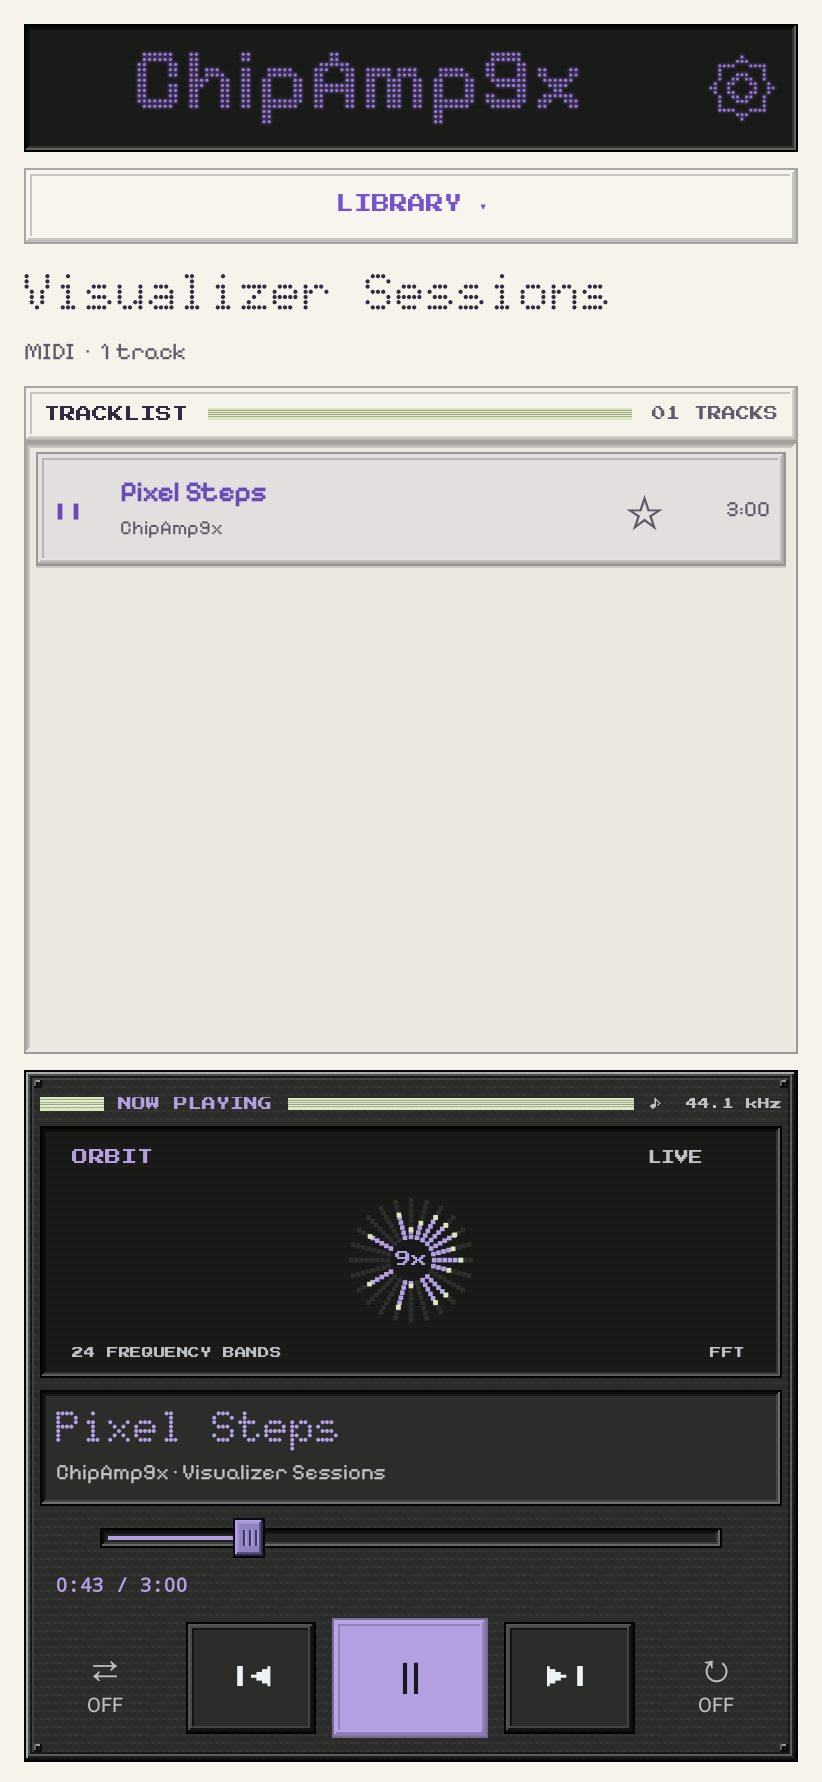 ChipAmp9x
LIBRARY ▾
Visualizer Sessions
MIDI · 1 track
TRACKLIST 01 TRACKS
Pixel Steps
ChipAmp9x
3:00
NOW PLAYING ♪ 44.1 kHz
ORBIT LIVE
9x
24 FREQUENCY BANDS FFT
Pixel Steps
ChipAmp9x · Visualizer Sessions
0:43 / 3:00
OFF OFF